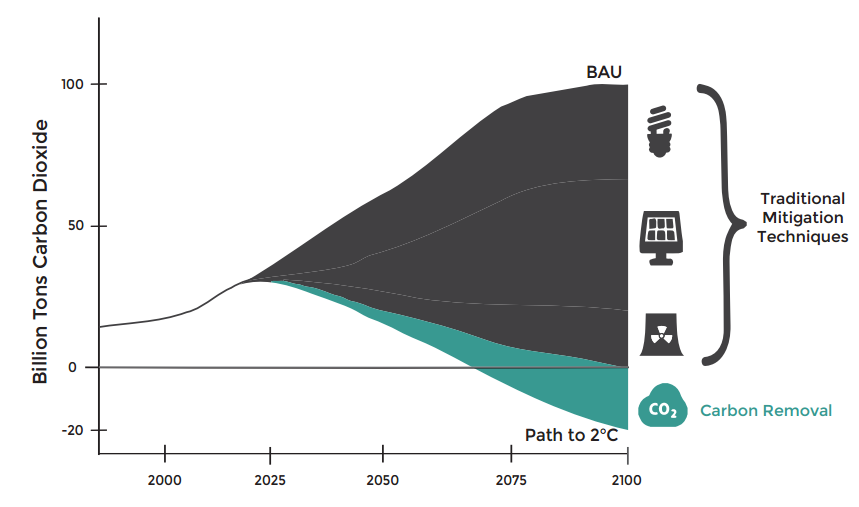 BAU
100
50
0
-20
Billion Tons Carbon Dioxide
Traditional
Mitigation
Techniques
CO2
Carbon Removal
Path to 2°C
2000
2025
2050
2075
2100